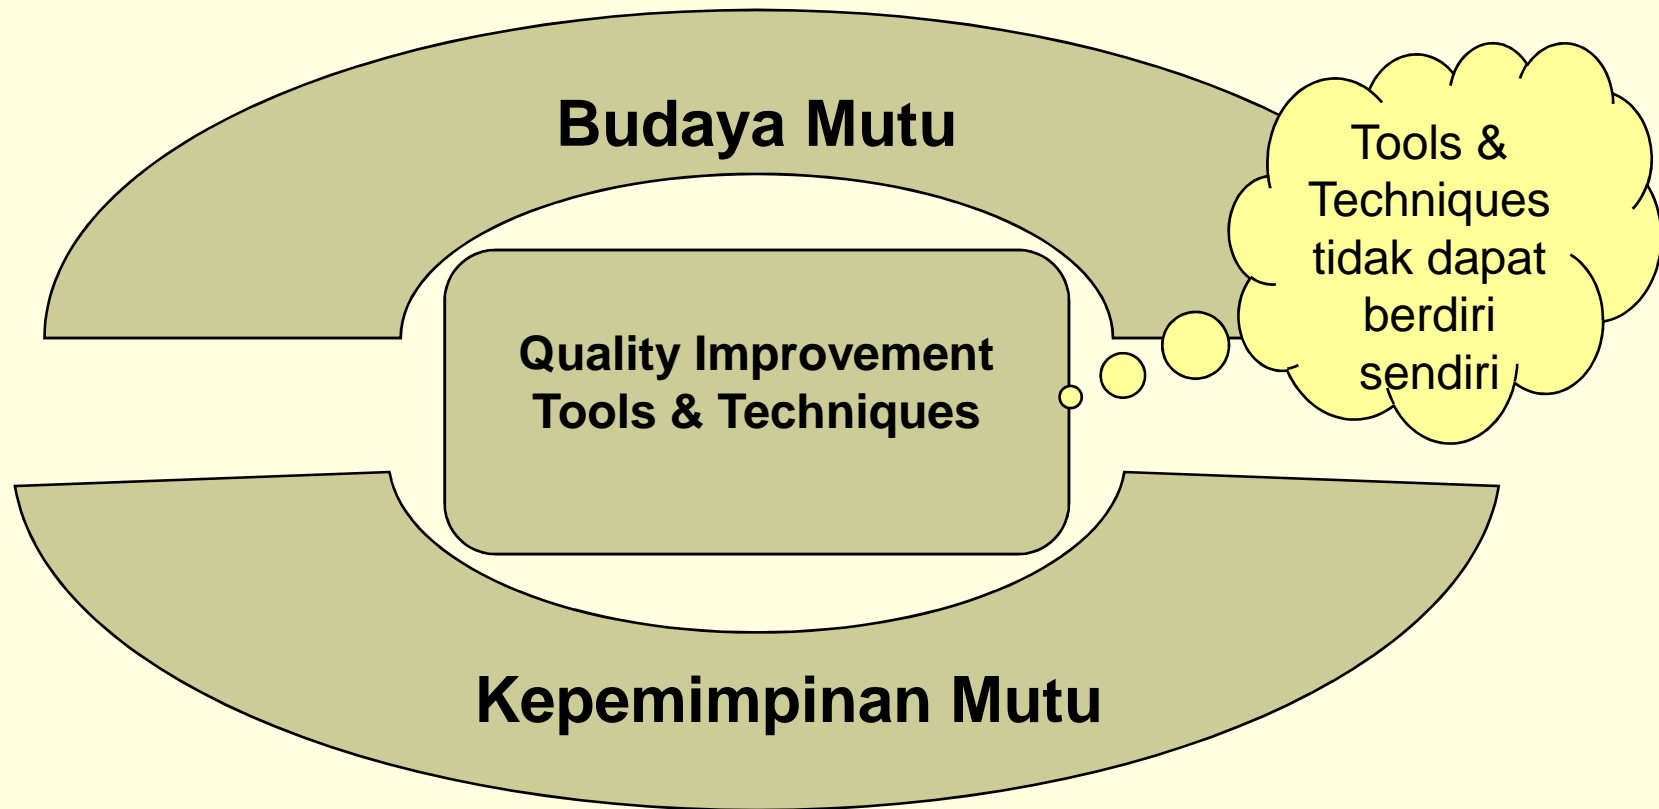 Budaya Mutu
Tools &
Techniques
tidak dapat
berdiri
sendiri
Quality Improvement
Tools & Techniques
Kepemimpinan Mutu